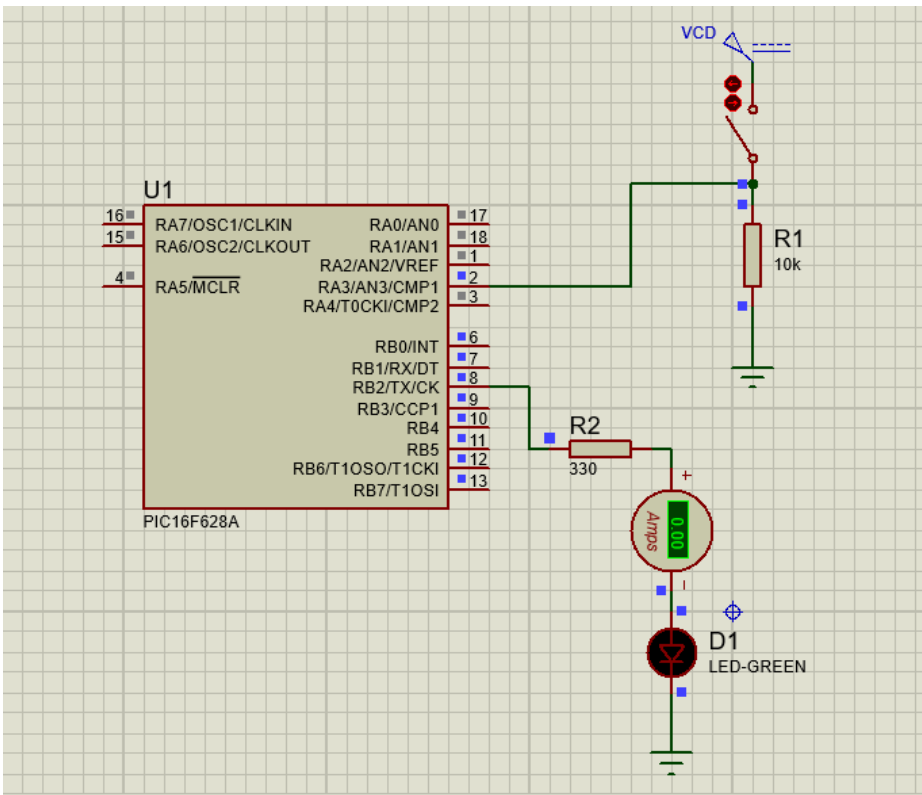 VCD
U1
16
RA7/OSC1/CLKIN
RA0/AN0
17
15
RA6/OSC2/CLKOUT
RA1/AN1
18
RA2/AN2/VREF
1
4
RA5/MCLR
RA3/AN3/CMP1
2
RA4/T0CKI/CMP2
3
RB0/INT
6
RB1/RX/DT
7
RB2/TX/CK
8
RB3/CCP1
9
RB4
10
RB5
11
RB6/T1OSO/T1CKI
12
RB7/T1OSI
13
PIC16F628A
R1
10k
R2
330
+
Amps
0.00
–
D1
LED-GREEN